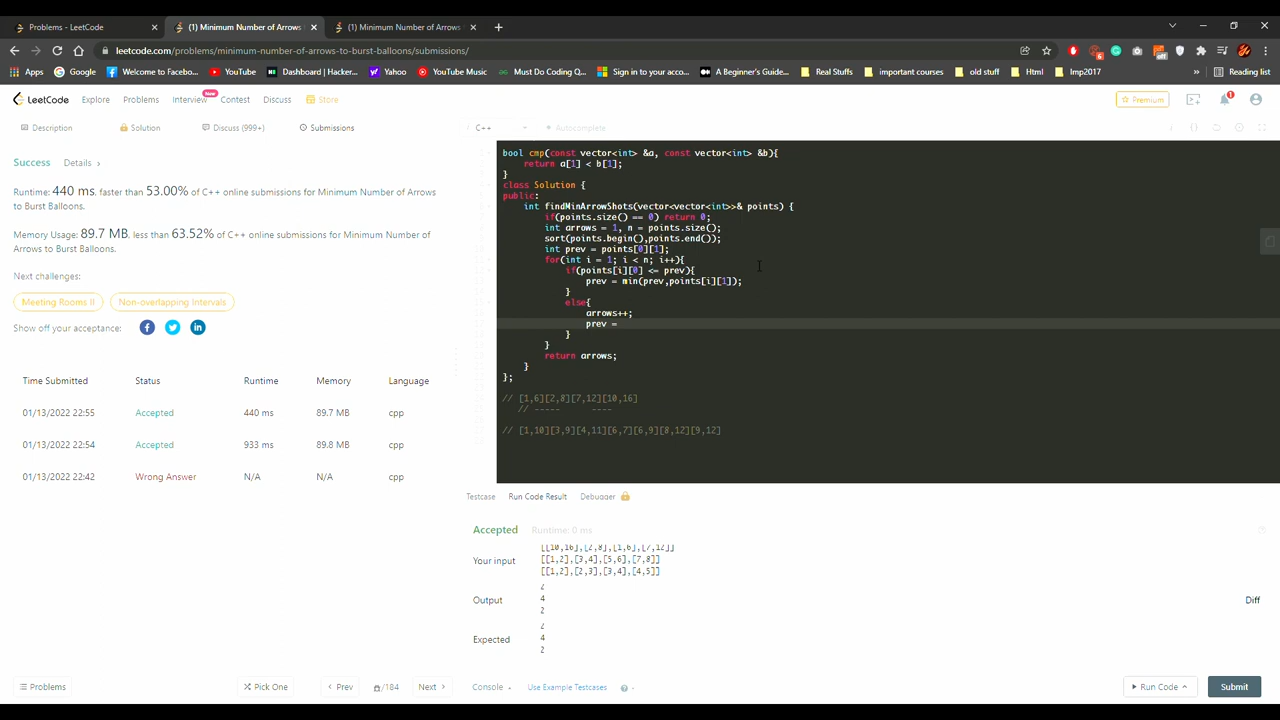 Problems - LeetCode
(1) Minimum Number of Arrows
(1) Minimum Number of Arrows
leetcode.com/problems/minimum-number-of-arrows-to-burst-balloons/submissions/
Apps Google Welcome to Facebo... YouTube Dashboard | Hacker... Yahoo YouTube Music Must Do Coding Q... Sign in to your acco... A Beginner's Guide... Real Stuffs important courses old stuff Html Imp2017 » Reading list
LeetCode Explore Problems Interview New Contest Discuss Store Premium 1
Description Solution Discuss (999+) Submissions C++ Autocomplete
Success Details >
Runtime: 440 ms, faster than 53.00% of C++ online submissions for Minimum Number of Arrows
to Burst Balloons.
Memory Usage: 89.7 MB, less than 63.52% of C++ online submissions for Minimum Number of
Arrows to Burst Balloons.
Next challenges:
Meeting Rooms II Non-overlapping Intervals
Show off your acceptance:
Time Submitted Status Runtime Memory Language
01/13/2022 22:55 Accepted 440 ms 89.7 MB cpp
01/13/2022 22:54 Accepted 933 ms 89.8 MB cpp
01/13/2022 22:42 Wrong Answer N/A N/A cpp
bool cmp(const vector<int> &a, const vector<int> &b){
return a[1] < b[1];
}
class Solution {
public:
int findMinArrowShots(vector<vector<int>>& points) {
if(points.size() == 0) return 0;
int arrows = 1, n = points.size();
sort(points.begin(),points.end());
int prev = points[0][1];
for(int i = 1; i < n; i++){
if(points[i][0] <= prev){
prev = min(prev,points[i][1]);
}
else{
arrows++;
prev =
}
}
return arrows;
}
};
// [1,6][2,8][7,12][10,16]
// ----- ----
// [1,10][3,9][4,11][6,7][6,9][8,12][9,12]
Testcase Run Code Result Debugger
Accepted Runtime: 0 ms
Your input
[[10,16],[2,8],[1,6],[7,12]]
[[1,2],[3,4],[5,6],[7,8]]
[[1,2],[2,3],[3,4],[4,5]]
Output
2
4
2
Diff
Expected
2
4
2
Problems Pick One < Prev /184 Next > Console Use Example Testcases ? Run Code Submit